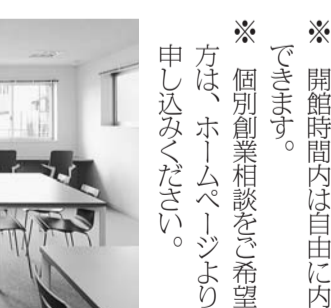 ※ 開館時間内は自由に内
できます。
※ 個別創業相談をご希望
方は、ホームページより
申し込みください。